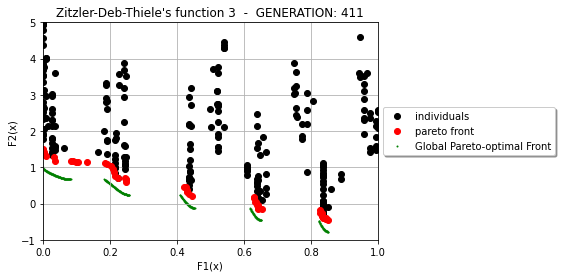 Zitzler-Deb-Thiele's function 3 - GENERATION: 411
F2(x)
5
4
3
2
1
0
−1
0.0 0.2 0.4 0.6 0.8 1.0
F1(x)
individuals
pareto front
Global Pareto-optimal Front